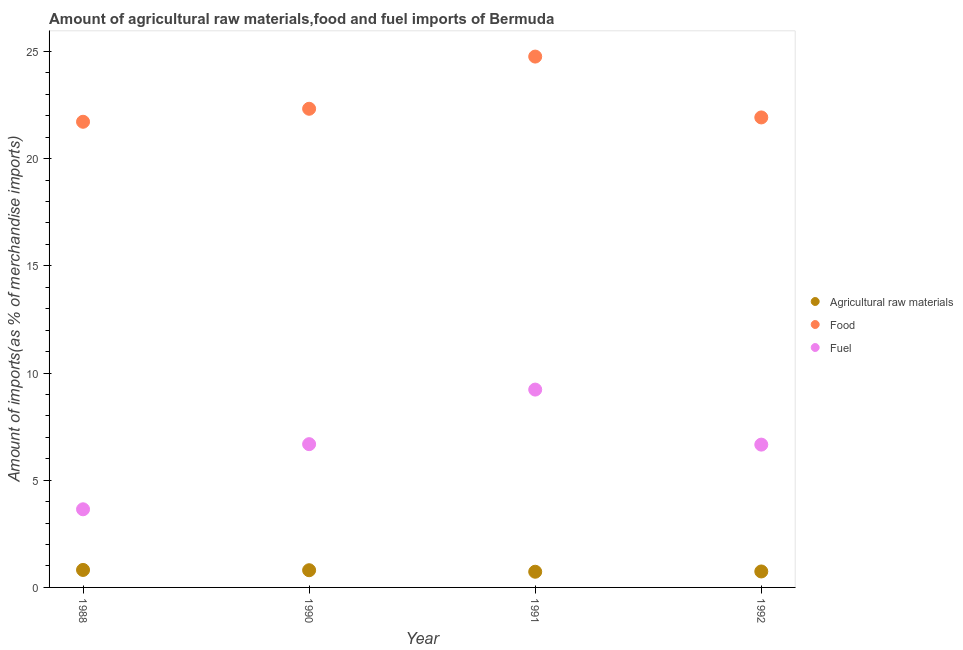 Amount of agricultural raw materials,food and fuel imports of Bermuda
Amount of imports(as % of merchandise imports)
25
20
15
10
5
0
1988
1990
1991
1992
Year
Agricultural raw materials
Food
Fuel